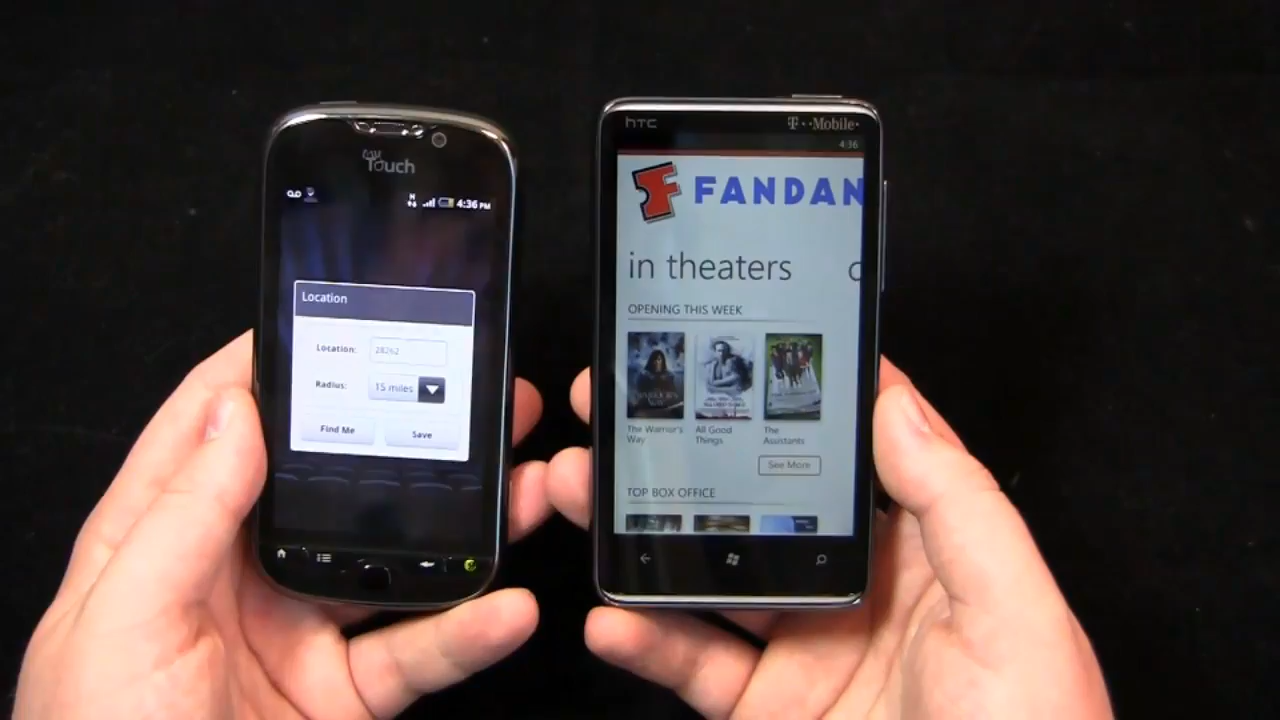 my
Touch
4:36 PM
Location
Location: 28262
Radius: 15 miles
Find Me Save
hTC T··Mobile·
4:36
F FANDAN
in theaters
OPENING THIS WEEK
The Warrior's
Way
All Good
Things
The
Assistants
See More
TOP BOX OFFICE